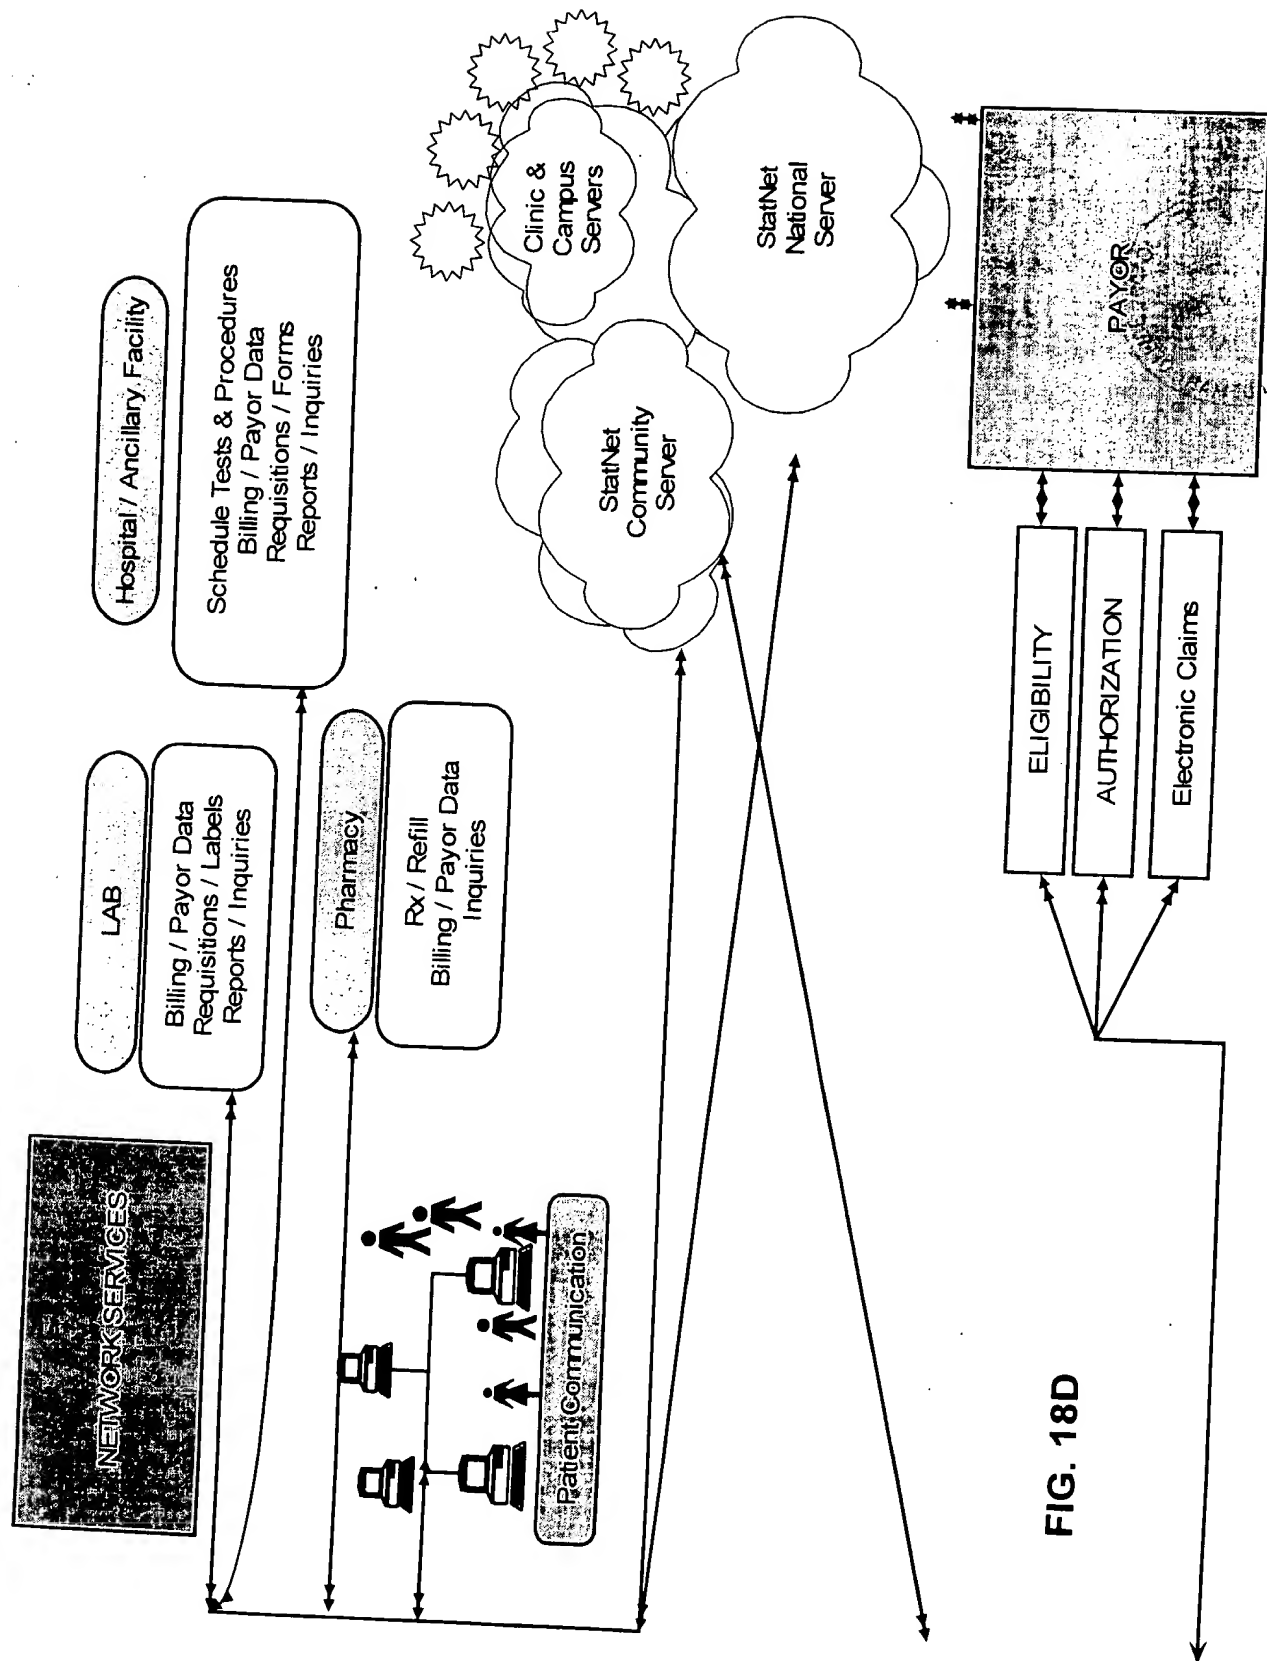 NETWORK SERVICES
LAB
Billing / Payor Data
Requisitions / Labels
Reports / Inquiries
Hospital / Ancillary Facility
Schedule Tests & Procedures
Billing / Payor Data
Requisitions / Forms
Reports / Inquiries
Pharmacy
Rx / Refill
Billing / Payor Data
Inquiries
Patient Communication
Clinic &
Campus
Servers
StatNet
Community
Server
StatNet
National
Server
ELIGIBILITY
AUTHORIZATION
Electronic Claims
PAYOR
FIG. 18D